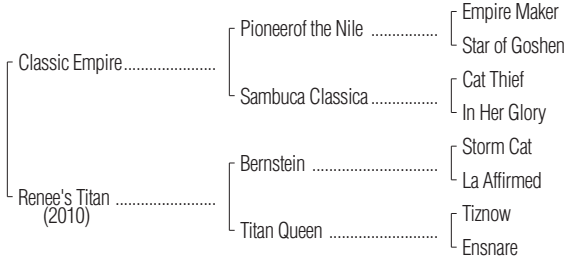 Empire Maker
Pioneerof the Nile ................
Star of Goshen
Classic Empire......................
Cat Thief
Sambuca Classica................
In Her Glory
Storm Cat
Bernstein ..............................
La Affirmed
Renee's Titan ........................
(2010)
Tiznow
Titan Queen ..........................
Ensnare